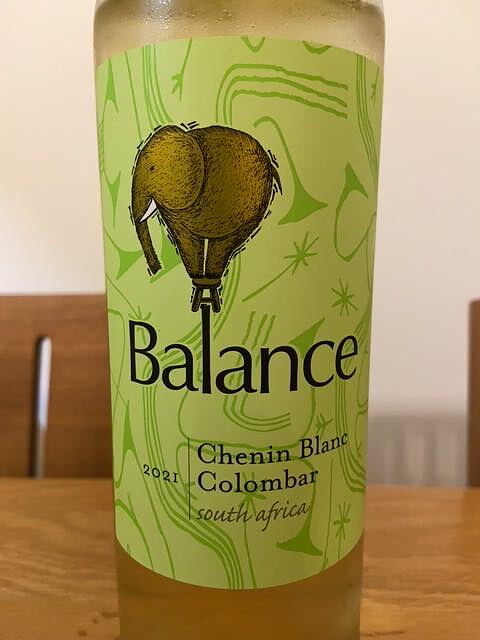 Balance
2021
Chenin Blanc
Colombar
south africa